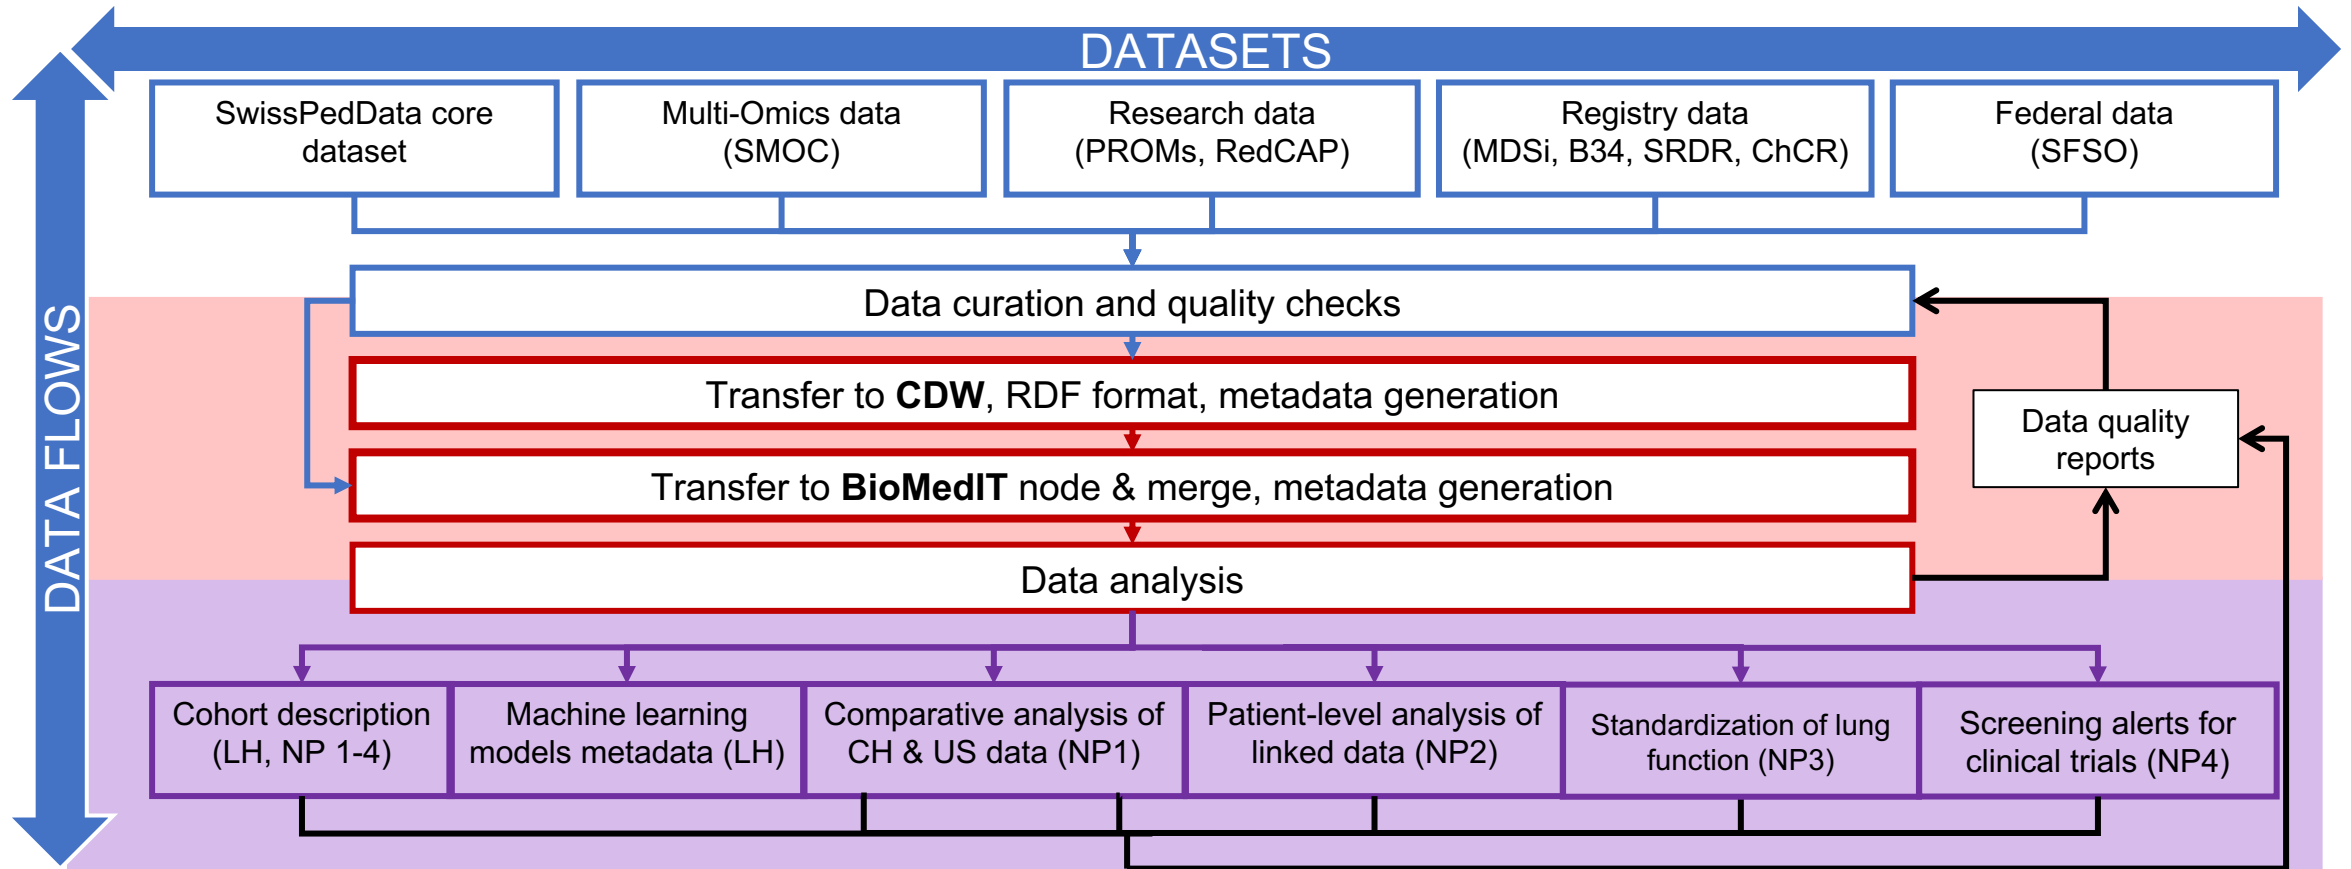 DATASETS
DATA FLOWS
SwissPedData core
dataset
Multi-Omics data
(SMOC)
Research data
(PROMs, RedCAP)
Registry data
(MDSi, B34, SRDR, ChCR)
Federal data
(SFSO)
Data curation and quality checks
Transfer to CDW, RDF format, metadata generation
Data quality
reports
Transfer to BioMedIT node & merge, metadata generation
Data analysis
Cohort description
(LH, NP 1-4)
Machine learning
models metadata (LH)
Comparative analysis of
CH & US data (NP1)
Patient-level analysis of
linked data (NP2)
Standardization of lung
function (NP3)
Screening alerts for
clinical trials (NP4)